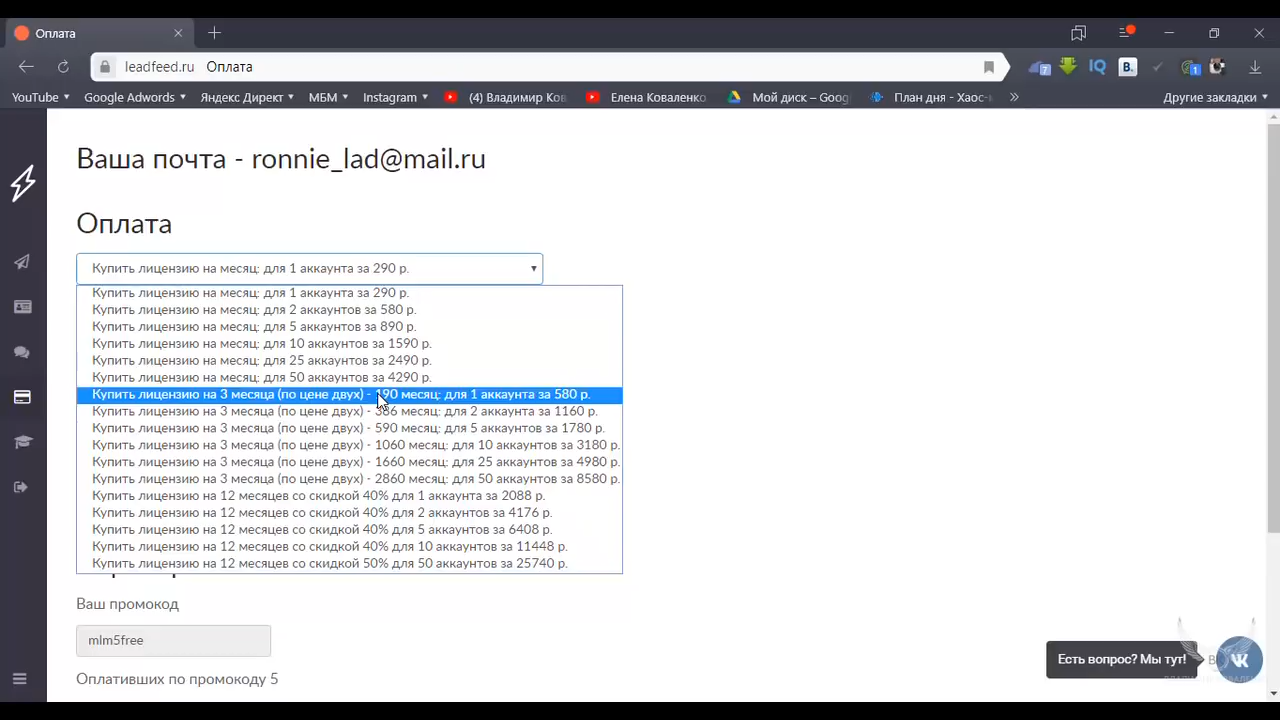 Оплата
leadfeed.ru Оплата
7
IQ
B.
1
YouTube
Google Adwords
Яндекс Директ
МБМ
Instagram
(4) Владимир Ков
Елена Коваленко
Мой диск – Goog
План дня - Хаос-
Другие закладки
Ваша почта - ronnie_lad@mail.ru
Оплата
Купить лицензию на месяц: для 1 аккаунта за 290 р.
Купить лицензию на месяц: для 1 аккаунта за 290 р.
Купить лицензию на месяц: для 2 аккаунтов за 580 р.
Купить лицензию на месяц: для 5 аккаунтов за 890 р.
Купить лицензию на месяц: для 10 аккаунтов за 1590 р.
Купить лицензию на месяц: для 25 аккаунтов за 2490 р.
Купить лицензию на месяц: для 50 аккаунтов за 4290 р.
Купить лицензию на 3 месяца (по цене двух) - 190 месяц: для 1 аккаунта за 580 р.
Купить лицензию на 3 месяца (по цене двух) - 386 месяц: для 2 аккаунта за 1160 р.
Купить лицензию на 3 месяца (по цене двух) - 590 месяц: для 5 аккаунтов за 1780 р.
Купить лицензию на 3 месяца (по цене двух) - 1060 месяц: для 10 аккаунтов за 3180 р.
Купить лицензию на 3 месяца (по цене двух) - 1660 месяц: для 25 аккаунтов за 4980 р.
Купить лицензию на 3 месяца (по цене двух) - 2860 месяц: для 50 аккаунтов за 8580 р.
Купить лицензию на 12 месяцев со скидкой 40% для 1 аккаунта за 2088 р.
Купить лицензию на 12 месяцев со скидкой 40% для 2 аккаунтов за 4176 р.
Купить лицензию на 12 месяцев со скидкой 40% для 5 аккаунтов за 6408 р.
Купить лицензию на 12 месяцев со скидкой 40% для 10 аккаунтов за 11448 р.
Купить лицензию на 12 месяцев со скидкой 50% для 50 аккаунтов за 25740 р.
Ваш промокод
mlm5free
Оплативших по промокоду 5
Есть вопрос? Мы тут!